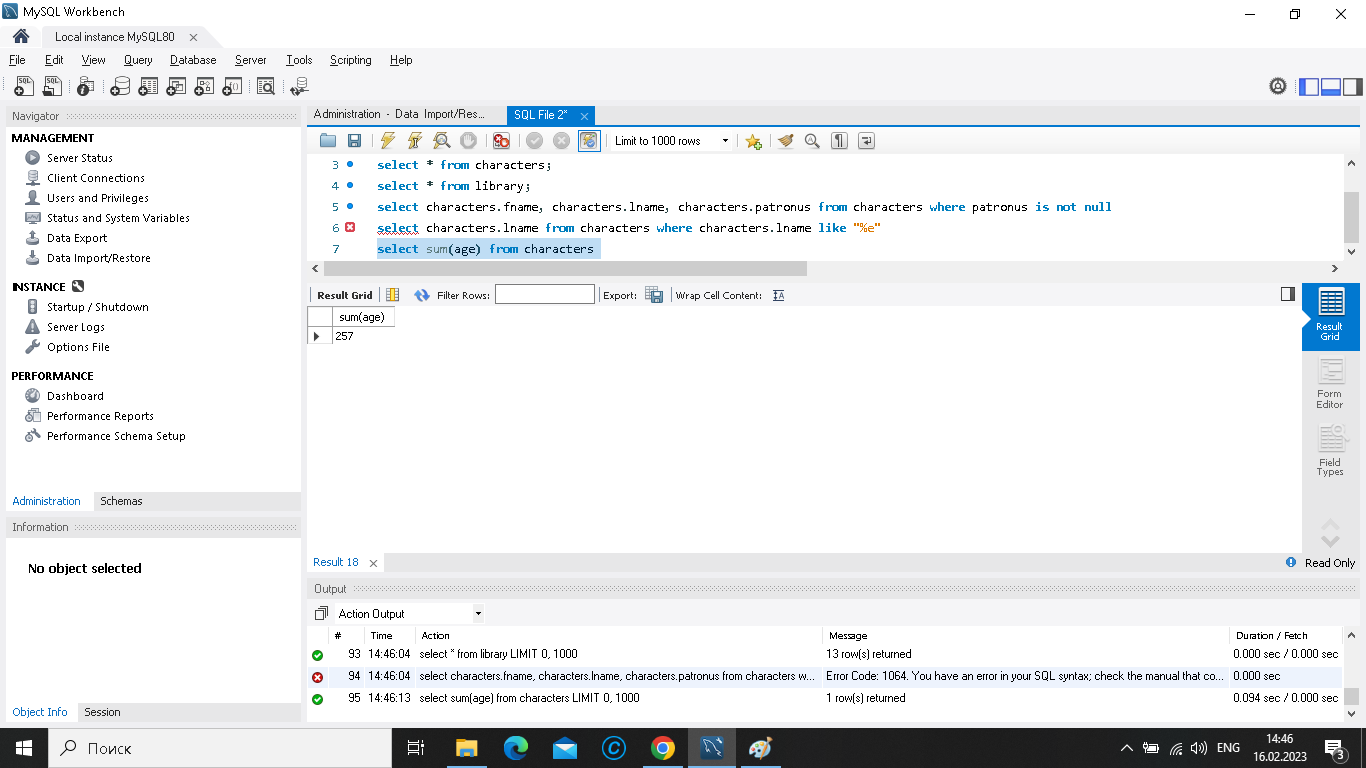 MySQL Workbench
Local instance MySQL80
File Edit View Query Database Server Tools Scripting Help
Navigator
MANAGEMENT
Server Status
Client Connections
Users and Privileges
Status and System Variables
Data Export
Data Import/Restore
INSTANCE
Startup / Shutdown
Server Logs
Options File
PERFORMANCE
Dashboard
Performance Reports
Performance Schema Setup
Administration Schemas
Information
No object selected
Object Info Session
Administration - Data Import/Res... SQL File 2*
Limit to 1000 rows
3 select * from characters;
4 select * from library;
5 select characters.fname, characters.lname, characters.patronus from characters where patronus is not null
6 select characters.lname from characters where characters.lname like "%e"
7 select sum(age) from characters
Result Grid Filter Rows: Export: Wrap Cell Content:
sum(age)
257
Result Grid
Form Editor
Field Types
Result 18 Read Only
Output
Action Output
# Time Action Message Duration / Fetch
93 14:46:04 select * from library LIMIT 0, 1000 13 row(s) returned 0.000 sec / 0.000 sec
94 14:46:04 select characters.fname, characters.lname, characters.patronus from characters w... Error Code: 1064. You have an error in your SQL syntax; check the manual that co... 0.000 sec
95 14:46:13 select sum(age) from characters LIMIT 0, 1000 1 row(s) returned 0.094 sec / 0.000 sec
Поиск
ENG
14:46
16.02.2023
3